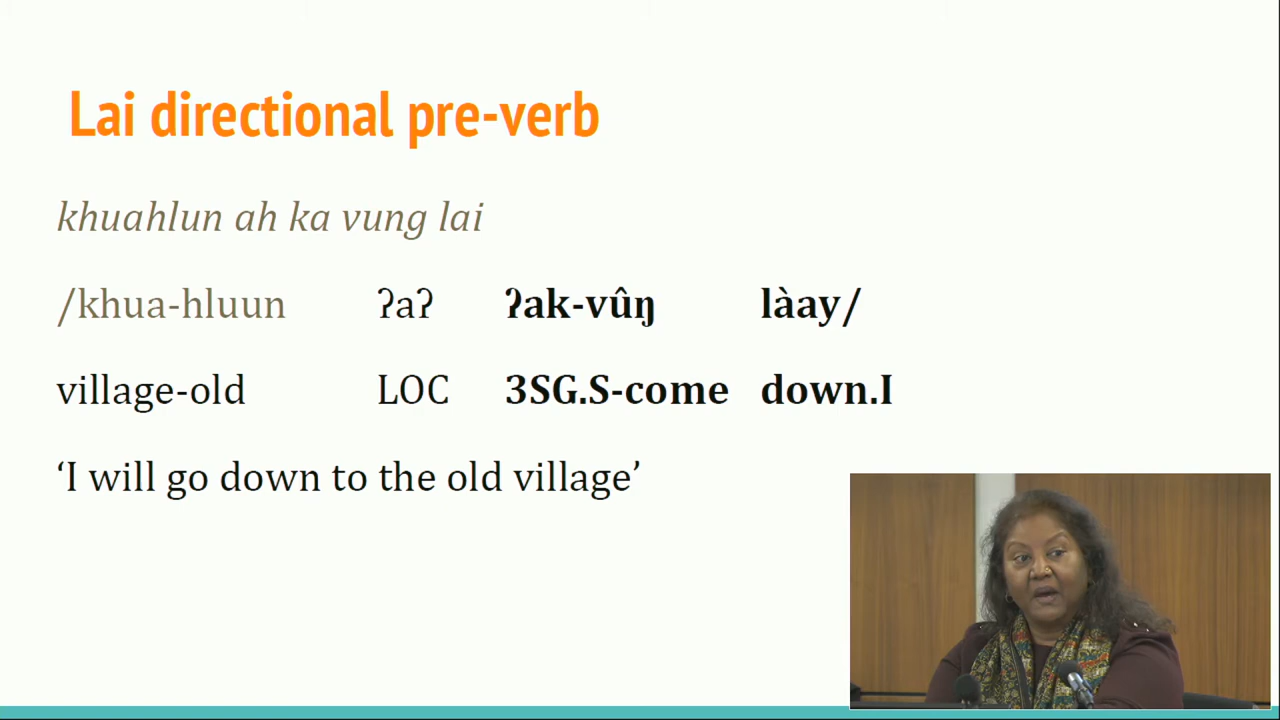 Lai directional pre-verb
khuahlun ah ka vung lai
/khua-hluun ʔaʔ ʔak-vûŋ làay/
village-old LOC 3SG.S-come down.I
‘I will go down to the old village’